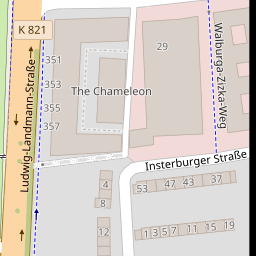 K 821
351
29
353
The Chameleon
355
357
Ludwig-Landmann-Straße
Walburga-Zizka-Weg
Insterburger Straße
4
53 47 43 37
8
12
1 3 5 7 11 15 19